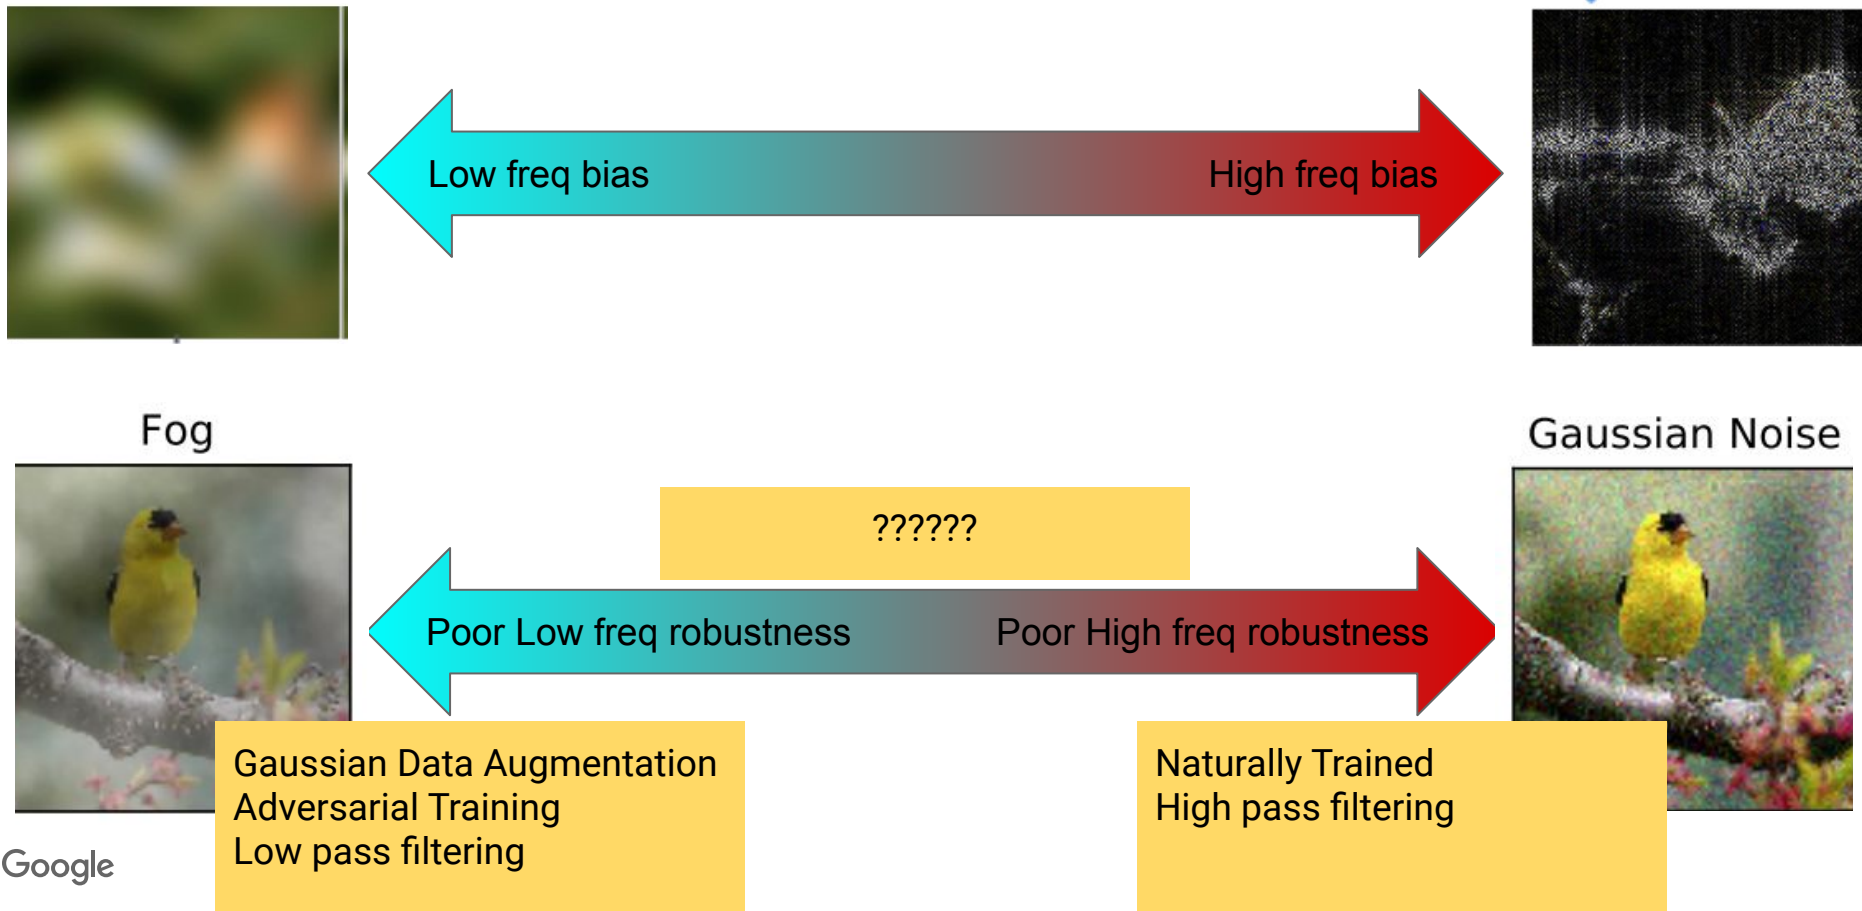 Low freq bias
High freq bias
Fog
Gaussian Noise
??????
Poor Low freq robustness
Poor High freq robustness
Gaussian Data Augmentation
Adversarial Training
Low pass filtering
Naturally Trained
High pass filtering
Google